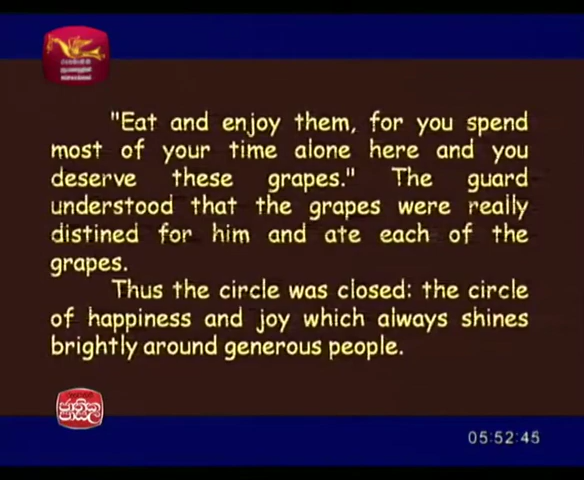 "Eat and enjoy them, for you spend
most of your time alone here and you
deserve these grapes." The guard
understood that the grapes were really
distined for him and ate each of the
grapes.
Thus the circle was closed: the circle
of happiness and joy which always shines
brightly around generous people.
05:52:45